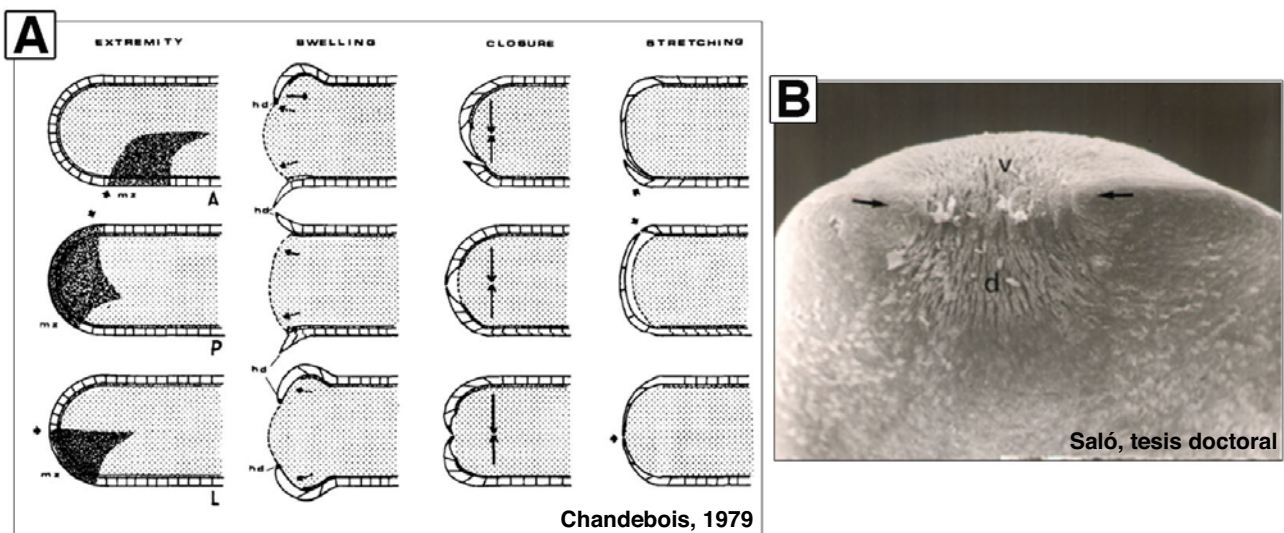 A
EXTREMITY SWELLING CLOSURE STRETCHING
hd
mz
A
hd
mz
P
hd
mz
hd
L
Chandebois, 1979
B
v
d
Saló, tesis doctoral